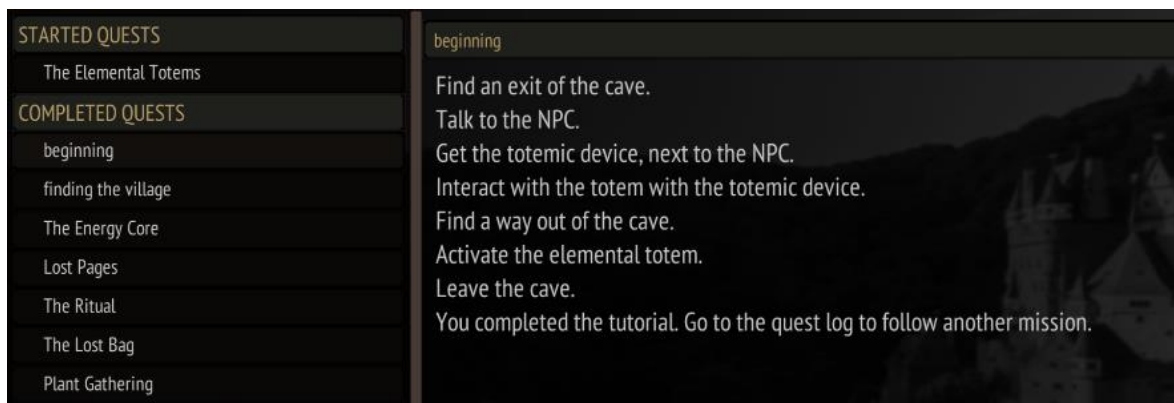 STARTED QUESTS
The Elemental Totems
COMPLETED QUESTS
beginning
finding the village
The Energy Core
Lost Pages
The Ritual
The Lost Bag
Plant Gathering
beginning
Find an exit of the cave.
Talk to the NPC.
Get the totemic device, next to the NPC.
Interact with the totem with the totemic device.
Find a way out of the cave.
Activate the elemental totem.
Leave the cave.
You completed the tutorial. Go to the quest log to follow another mission.